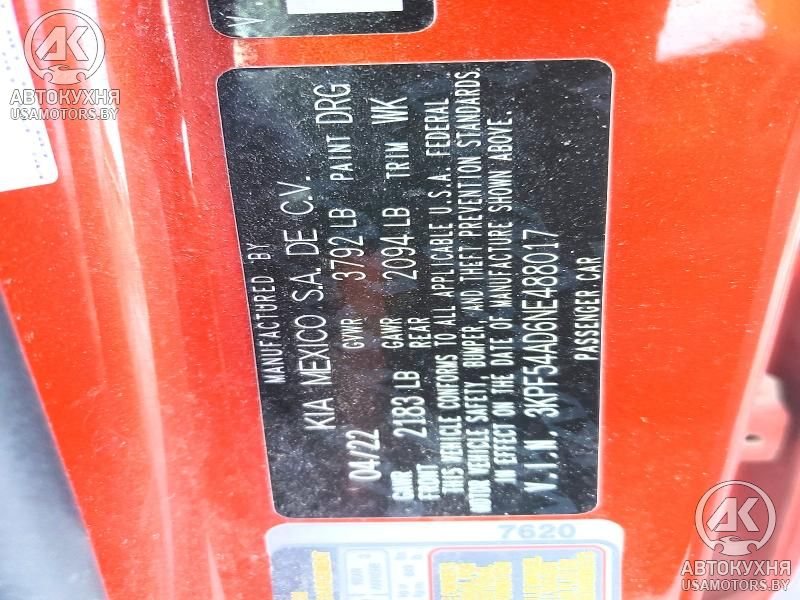 MANUFACTURED BY
KIA MEXICO S.A. DE C.V.
04/22 GVWR 3792 LB PAINT DRG
GAWR FRONT 2183 LB GAWR REAR 2094 LB TRIM WK
THIS VEHICLE CONFORMS TO ALL APPLICABLE U.S.A. FEDERAL
MOTOR VEHICLE SAFETY, BUMPER, AND THEFT PREVENTION STANDARDS.
IN EFFECT ON THE DATE OF MANUFACTURE SHOWN ABOVE.
V.I.N. 3KPF54AD6NE488017
PASSENGER CAR
V.
7620
АК
АВТОКУХНЯ
USAMOTORS.BY
АК
АВТОКУХНЯ
USAMOTORS.BY